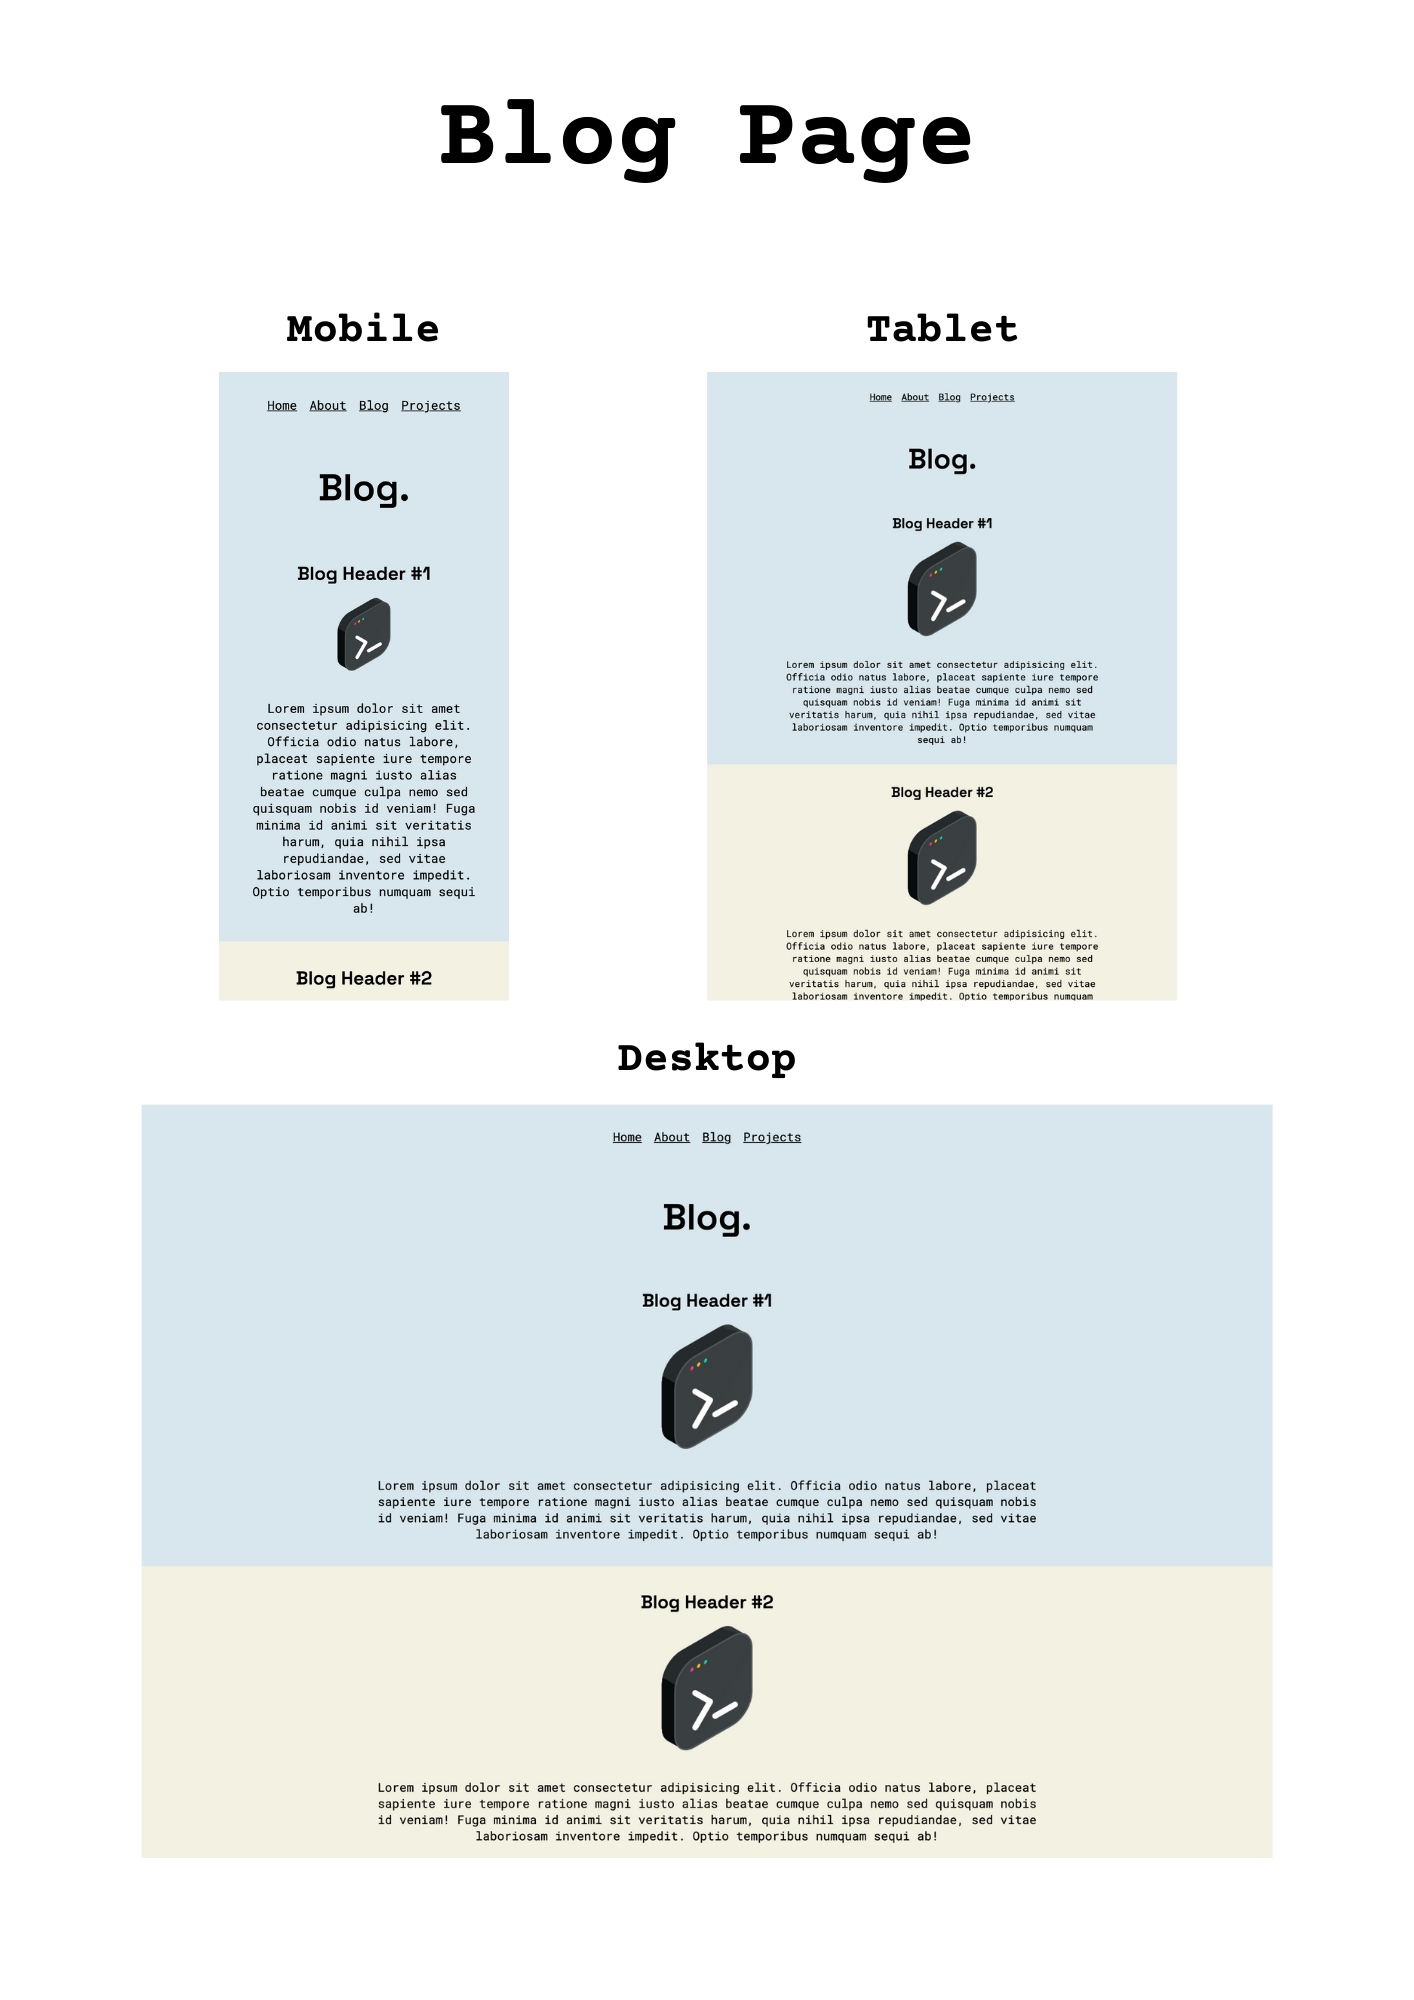 Blog Page
Mobile
Home About Blog Projects
Blog.
Blog Header #1
>_
Lorem ipsum dolor sit amet
consectetur adipisicing elit.
Officia odio natus labore,
placeat sapiente iure tempore
ratione magni iusto alias
beatae cumque culpa nemo sed
quisquam nobis id veniam! Fuga
minima id animi sit veritatis
harum, quia nihil ipsa
repudiandae, sed vitae
laboriosam inventore impedit.
Optio temporibus numquam sequi
ab!
Blog Header #2
Tablet
Home About Blog Projects
Blog.
Blog Header #1
>_
Lorem ipsum dolor sit amet consectetur adipisicing elit.
Officia odio natus labore, placeat sapiente iure tempore
ratione magni iusto alias beatae cumque culpa nemo sed
quisquam nobis id veniam! Fuga minima id animi sit
veritatis harum, quia nihil ipsa repudiandae, sed vitae
laboriosam inventore impedit. Optio temporibus numquam
sequi ab!
Blog Header #2
>_
Lorem ipsum dolor sit amet consectetur adipisicing elit.
Officia odio natus labore, placeat sapiente iure tempore
ratione magni iusto alias beatae cumque culpa nemo sed
quisquam nobis id veniam! Fuga minima id animi sit
veritatis harum, quia nihil ipsa repudiandae, sed vitae
laboriosam inventore impedit. Optio temporibus numquam
Desktop
Home About Blog Projects
Blog.
Blog Header #1
>_
Lorem ipsum dolor sit amet consectetur adipisicing elit. Officia odio natus labore, placeat
sapiente iure tempore ratione magni iusto alias beatae cumque culpa nemo sed quisquam nobis
id veniam! Fuga minima id animi sit veritatis harum, quia nihil ipsa repudiandae, sed vitae
laboriosam inventore impedit. Optio temporibus numquam sequi ab!
Blog Header #2
>_
Lorem ipsum dolor sit amet consectetur adipisicing elit. Officia odio natus labore, placeat
sapiente iure tempore ratione magni iusto alias beatae cumque culpa nemo sed quisquam nobis
id veniam! Fuga minima id animi sit veritatis harum, quia nihil ipsa repudiandae, sed vitae
laboriosam inventore impedit. Optio temporibus numquam sequi ab!